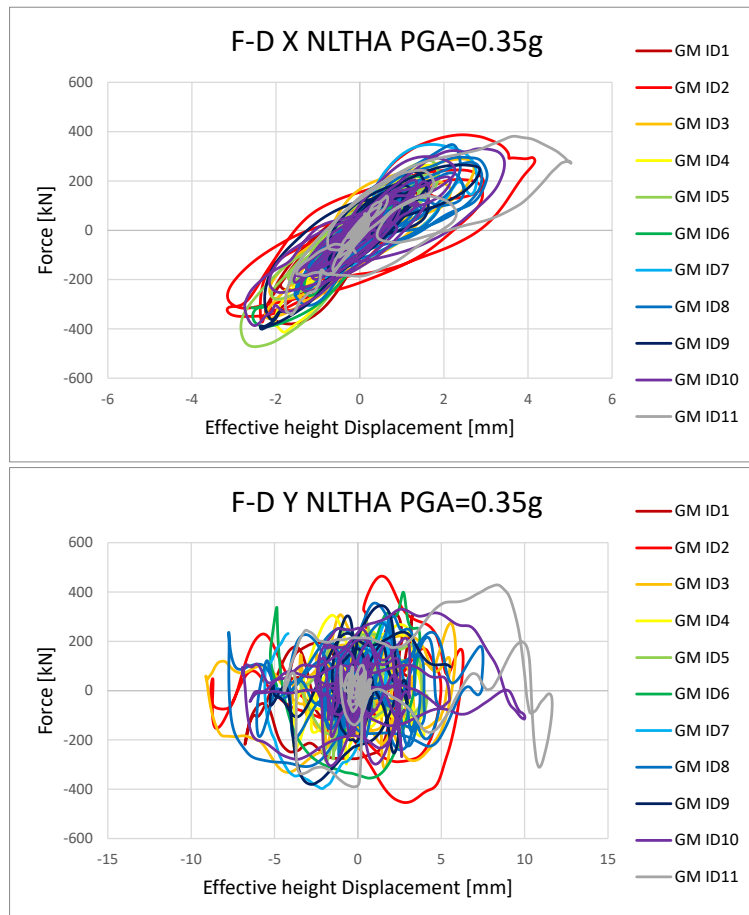 F-D X NLTHA PGA=0.35g
600
400
200
0
-200
-400
-600
Force [kN]
-6 -4 -2 0 2 4 6
Effective height Displacement [mm]
GM ID1
GM ID2
GM ID3
GM ID4
GM ID5
GM ID6
GM ID7
GM ID8
GM ID9
GM ID10
GM ID11
F-D Y NLTHA PGA=0.35g
600
400
200
0
-200
-400
-600
-800
Force [kN]
-15 -10 -5 0 5 10 15
Effective height Displacement [mm]
GM ID1
GM ID2
GM ID3
GM ID4
GM ID5
GM ID6
GM ID7
GM ID8
GM ID9
GM ID10
GM ID11